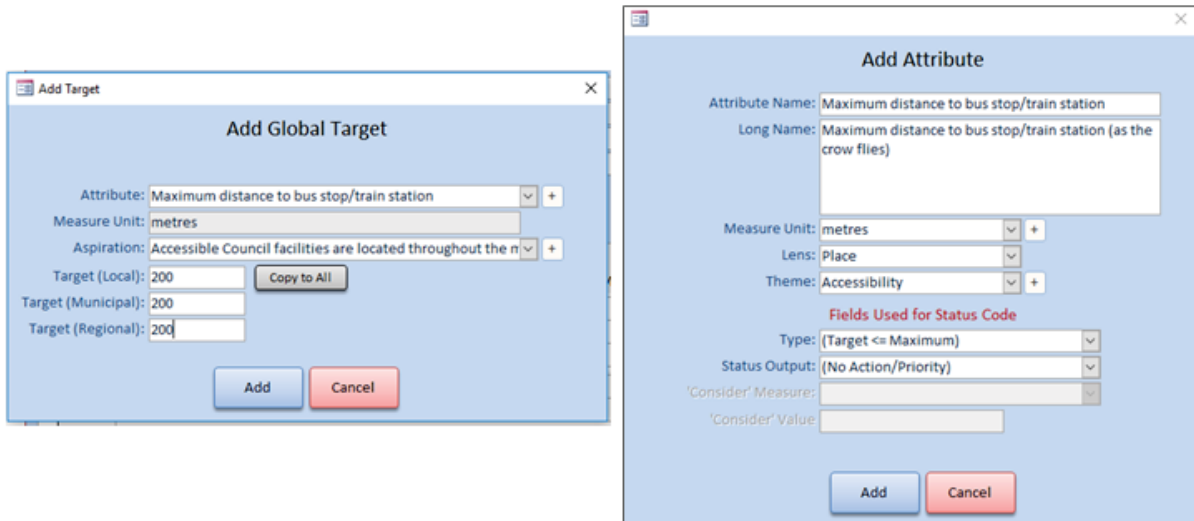 Add Target
Add Global Target
Attribute: Maximum distance to bus stop/train station +
Measure Unit: metres
Aspiration: Accessible Council facilities are located throughout the +
Target (Local): 200 Copy to All
Target (Municipal): 200
Target (Regional): 200
Add Cancel
Add Attribute
Attribute Name: Maximum distance to bus stop/train station
Long Name: Maximum distance to bus stop/train station (as the
crow flies)
Measure Unit: metres +
Lens: Place
Theme: Accessibility +
Fields Used for Status Code
Type: (Target <= Maximum)
Status Output: (No Action/Priority)
'Consider' Measure:
'Consider' Value
Add Cancel